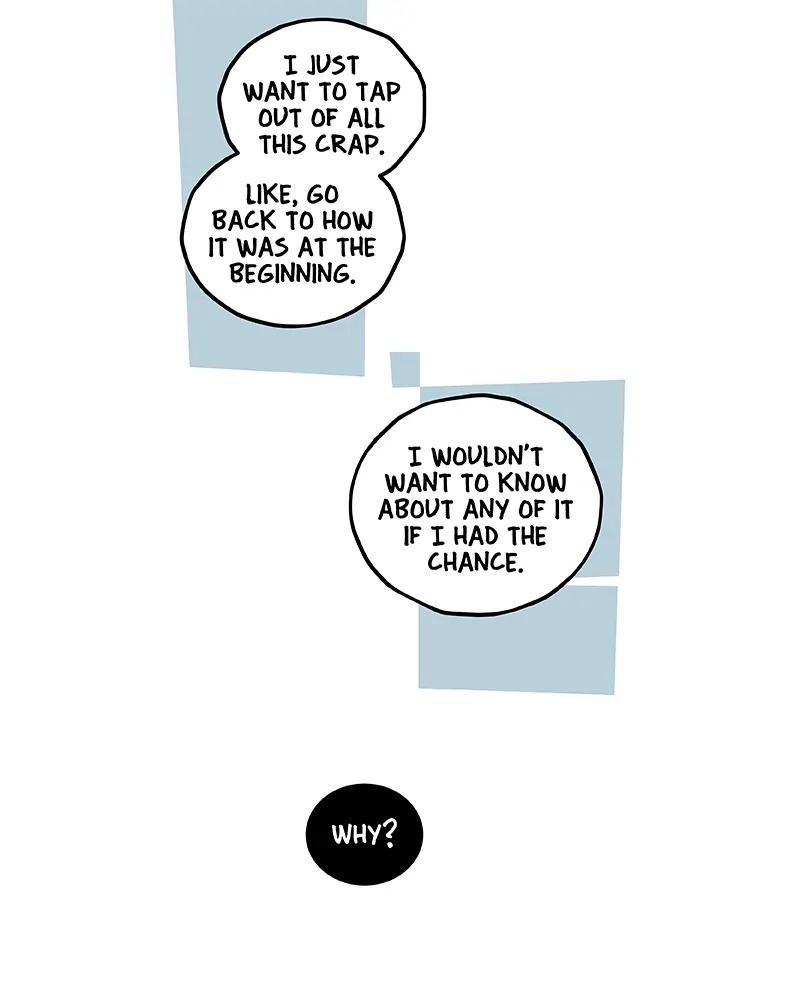 I JUST
WANT TO TAP
OUT OF ALL
THIS CRAP.
LIKE, GO
BACK TO HOW
IT WAS AT THE
BEGINNING.
I WOULDN'T
WANT TO KNOW
ABOUT ANY OF IT
IF I HAD THE
CHANCE.
WHY?